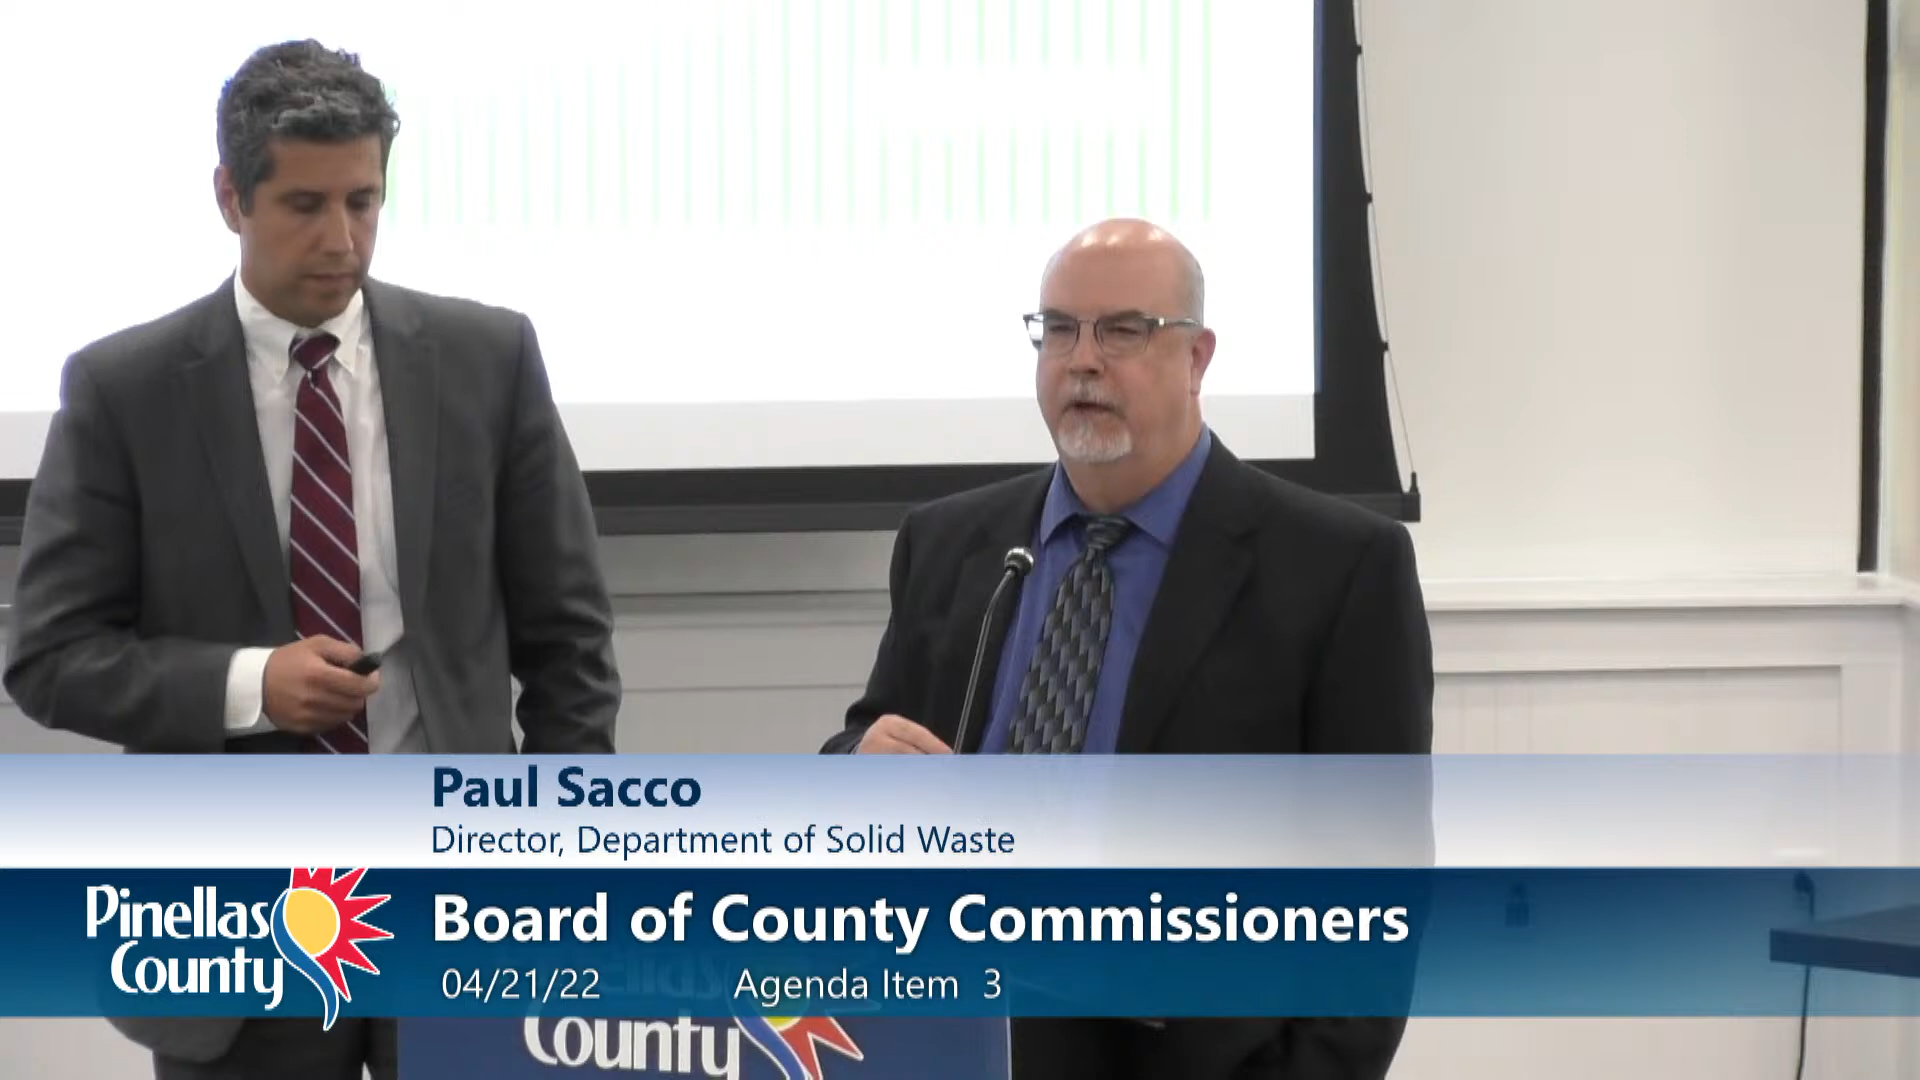 Paul Sacco
Director, Department of Solid Waste
Pinellas
County
Board of County Commissioners
04/21/22 Agenda Item 3
Pinellas
County